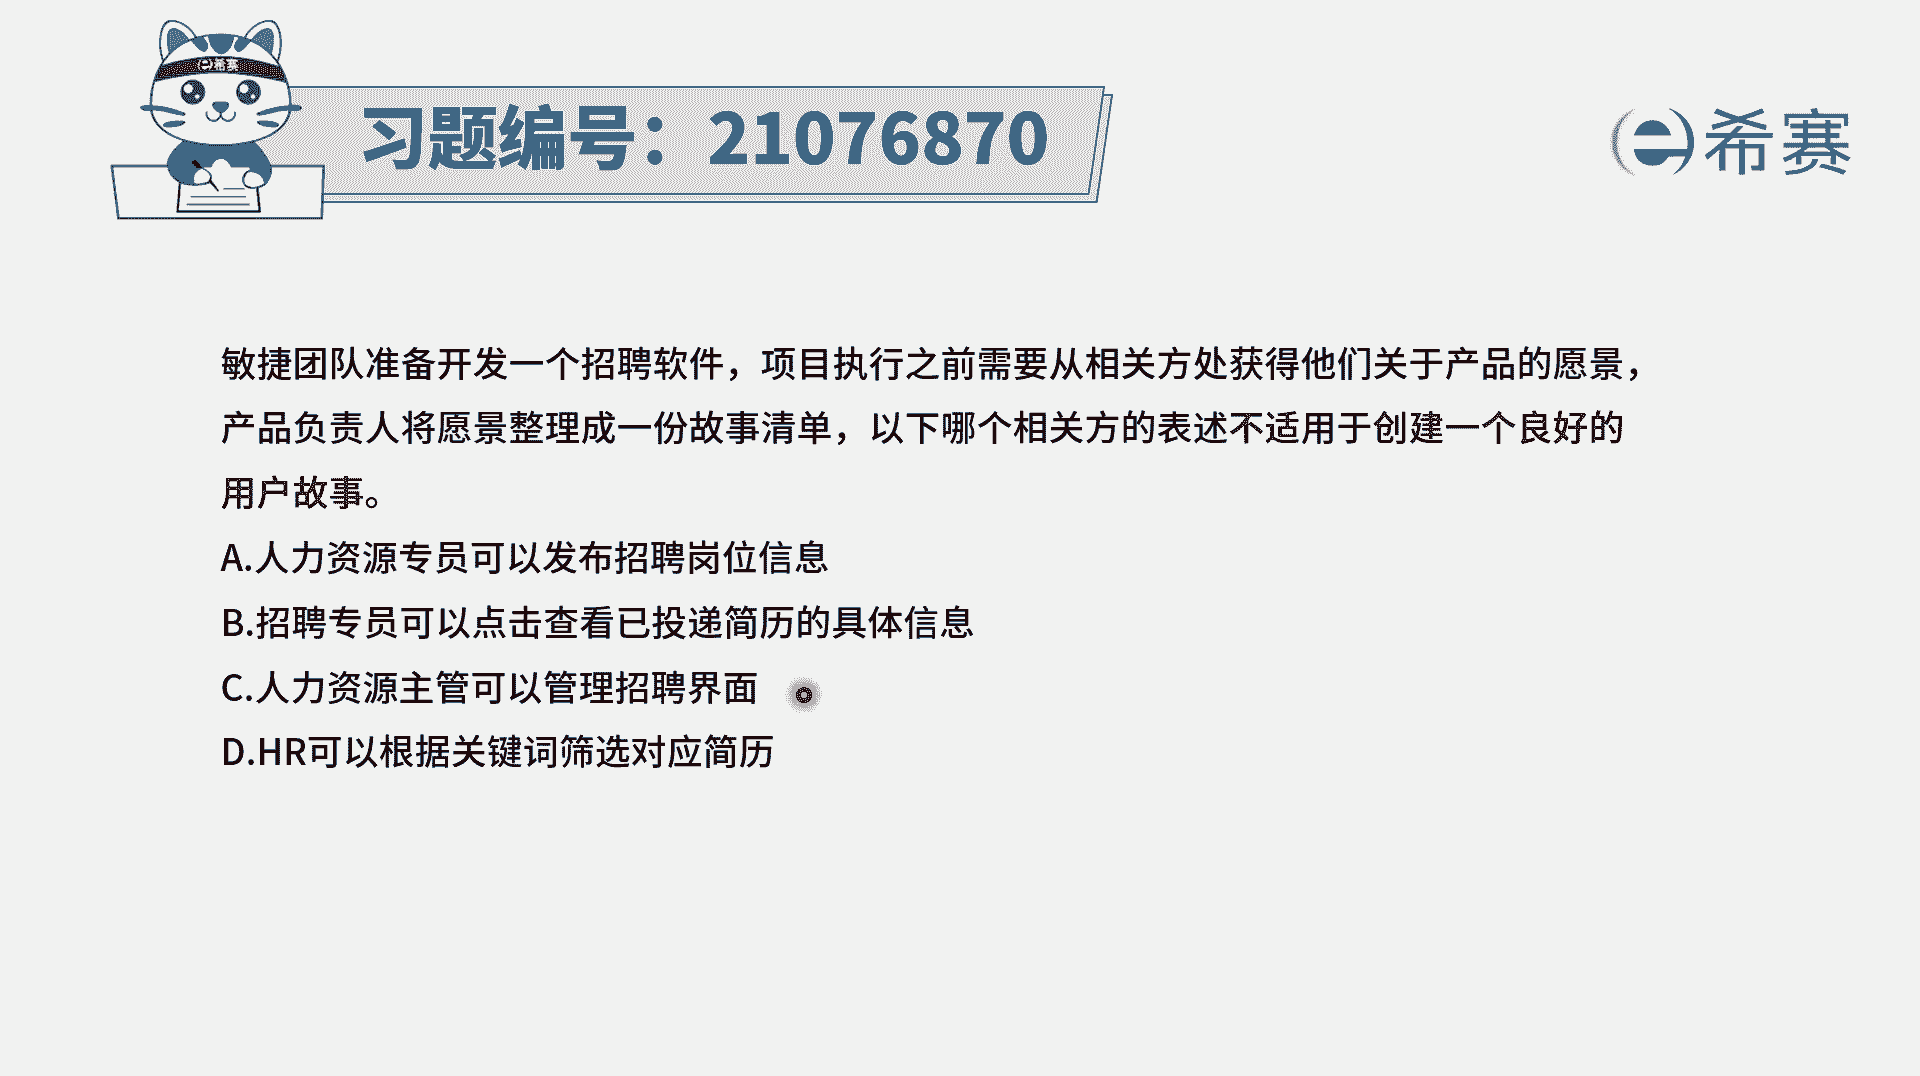 希赛
习题编号：21076870
希赛
敏捷团队准备开发一个招聘软件，项目执行之前需要从相关方处获得他们关于产品的愿景，
产品负责人将愿景整理成一份故事清单，以下哪个相关方的表述不适用于创建一个良好的
用户故事。
A.人力资源专员可以发布招聘岗位信息
B.招聘专员可以点击查看已投递简历的具体信息
C.人力资源主管可以管理招聘界面
D.HR可以根据关键词筛选对应简历